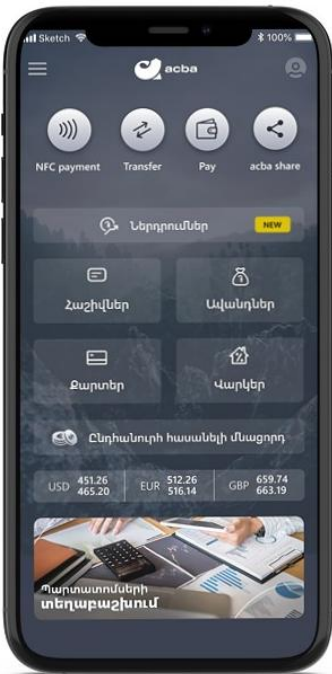 Sketch 100%
acba
NFC payment Transfer Pay acba share
Ներդրումներ NEW
Հաշիվներ Ավանդներ
Քարտեր Վարկեր
Ընդհանուր հասանելի մնացորդ
USD 451.26 465.20 EUR 512.26 516.14 GBP 659.74 663.19
Պարտատոմսերի
տեղաբաշխում